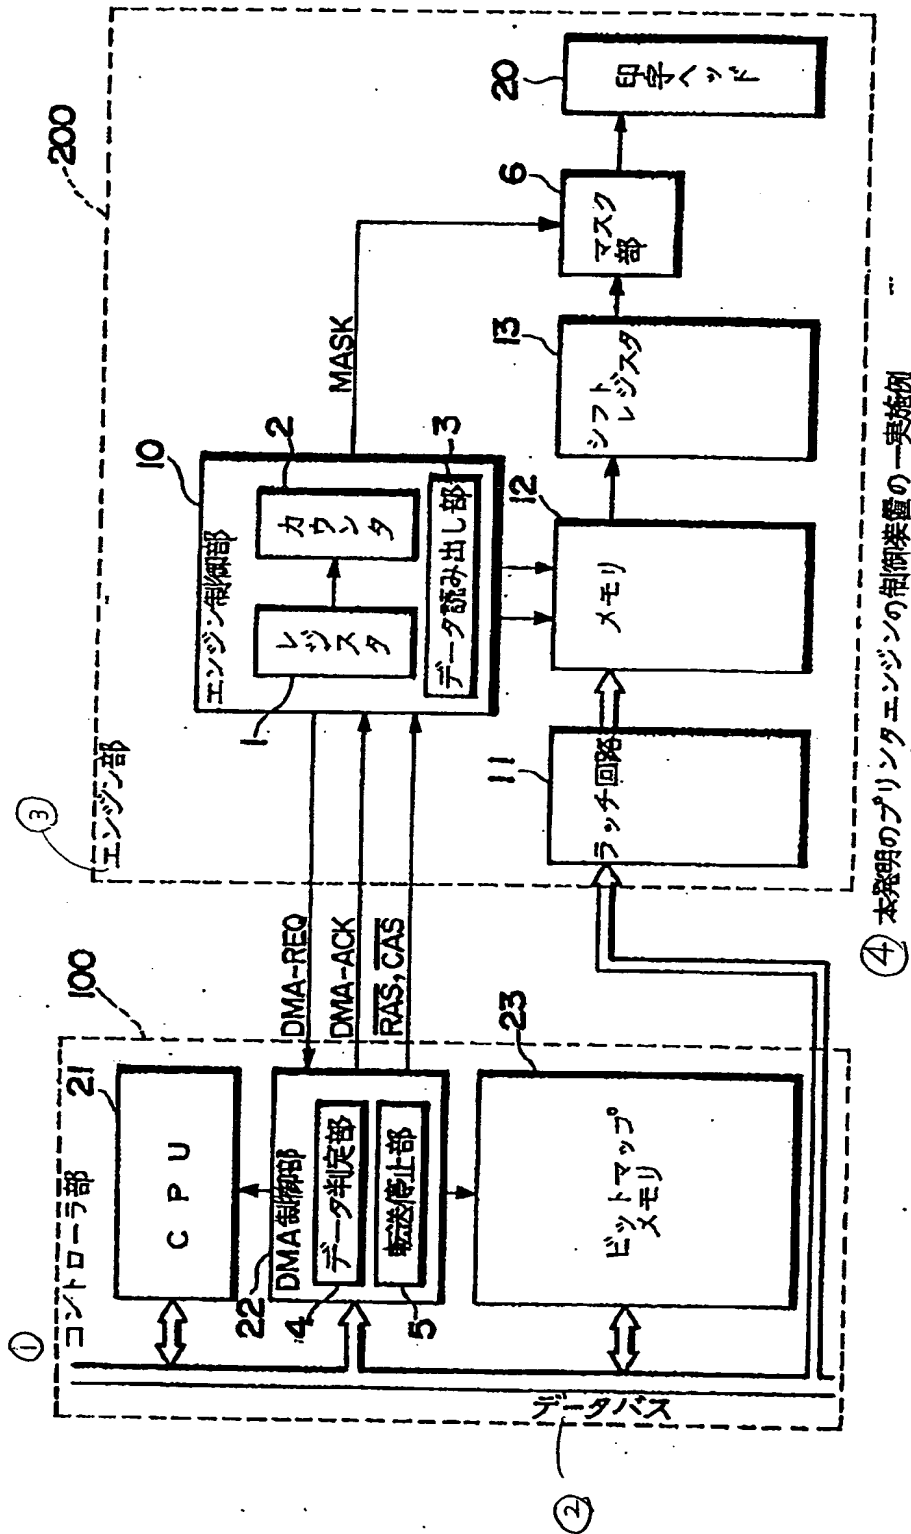 ①
コントローラ部
100
21
CPU
22
DMA制御部
4
データ判定部
5
転送停止部
23
ビットマップ
メモリ
データバス
②
DMA-REQ
DMA-ACK
RAS, CAS
③
エンジン部
200
10
エンジン制御部
1
レジスタ
2
カウンタ
3
データ読み出し部
MASK
11
ラッチ回路
12
メモリ
13
シフト
レジスタ
6
マスク
部
20
印字ヘッド
④ 本発明のプリンタエンジンの制御装置の一実施例